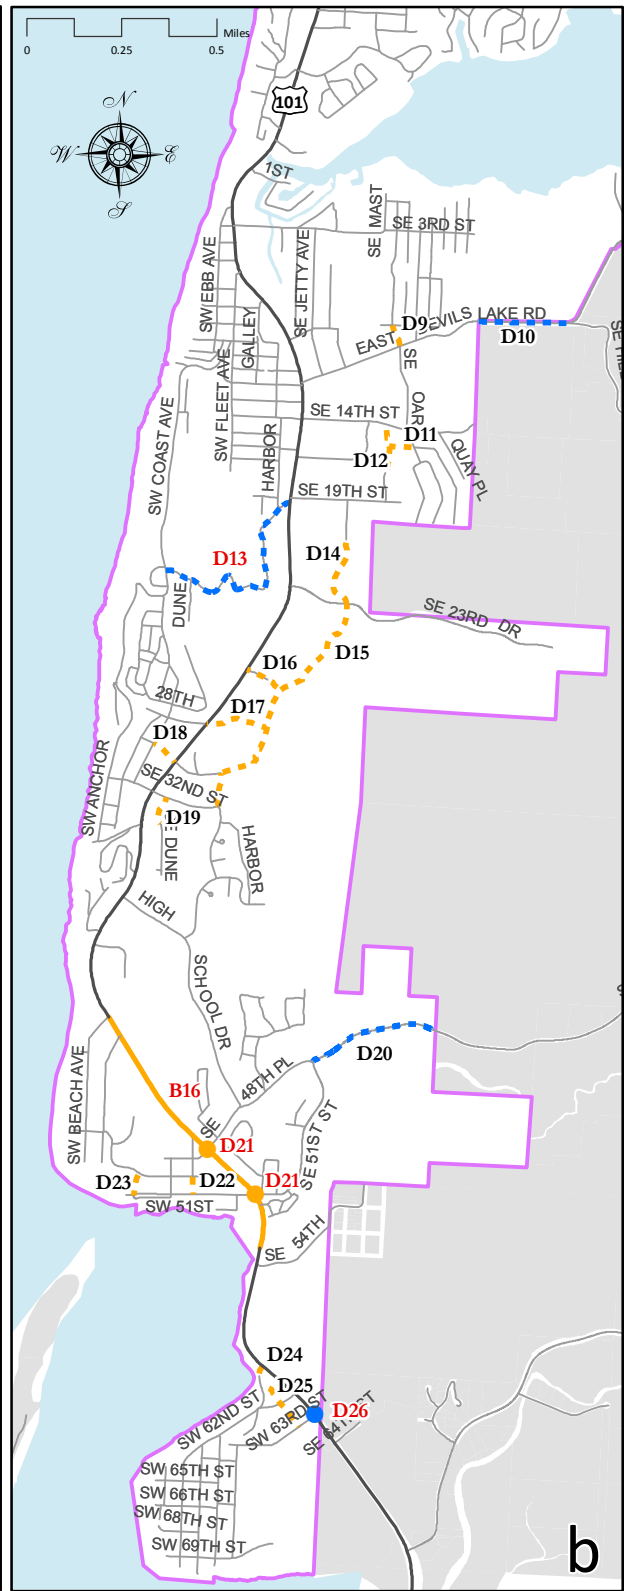 Miles
0 0.25 0.5
N
W E
S
101
1ST
SE MAST
SE 3RD ST
SW EBB AVE
SE JETTY AVE
GALLEY
D9
EAST DEVILS LAKE RD
D10
SE
SW FLEET AVE
SW COAST AVE
SE 14TH ST
OAR
D11
QUAY PL
D12
HARBOR
SE 19TH ST
D13
D14
DUNE
SE 23RD DR
D15
D16
28TH
D17
D18
SW ANCHOR
SE 32ND ST
D19
SE DUNE
HARBOR
HIGH
SCHOOL DR
D20
SW BEACH AVE
B16
48TH PL
SE
SE 51ST ST
D21
D23
D22
D21
SW 51ST
SE 54TH
D24
D25
SW 62ND ST
D26
SW 63RD ST
SE 64TH ST
SW 65TH ST
SW 66TH ST
SW 68TH ST
SW 69TH ST
b